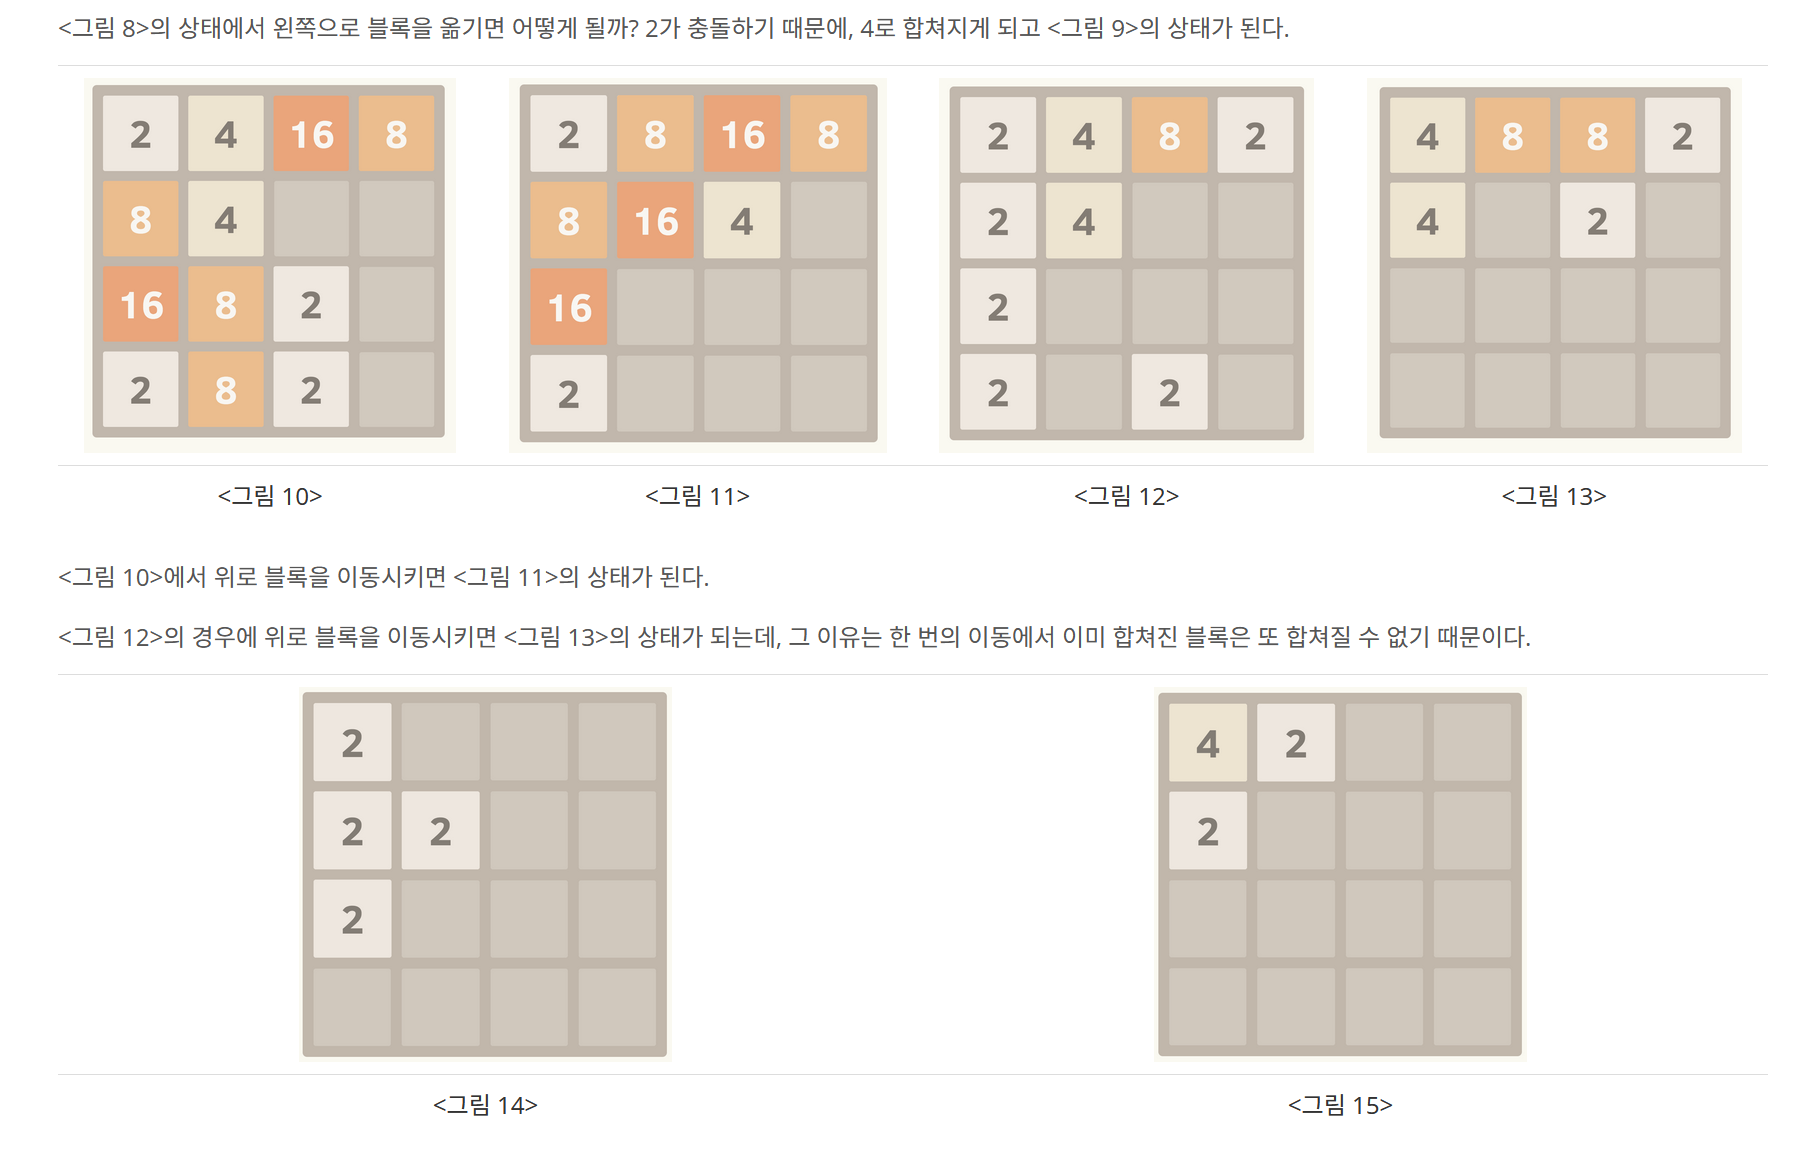 <그림 8>의 상태에서 왼쪽으로 블록을 옮기면 어떻게 될까? 2가 충돌하기 때문에, 4로 합쳐지게 되고 <그림 9>의 상태가 된다.
2 4 16 8
8 4
16 8 2
2 8 2
2 8 16 8
8 16 4
16
2
2 4 8 2
2 4
2
2 2
4 8 8 2
4 2
<그림 10> <그림 11> <그림 12> <그림 13>
<그림 10>에서 위로 블록을 이동시키면 <그림 11>의 상태가 된다.
<그림 12>의 경우에 위로 블록을 이동시키면 <그림 13>의 상태가 되는데, 그 이유는 한 번의 이동에서 이미 합쳐진 블록은 또 합쳐질 수 없기 때문이다.
2
2 2
2
4 2
2
<그림 14> <그림 15>